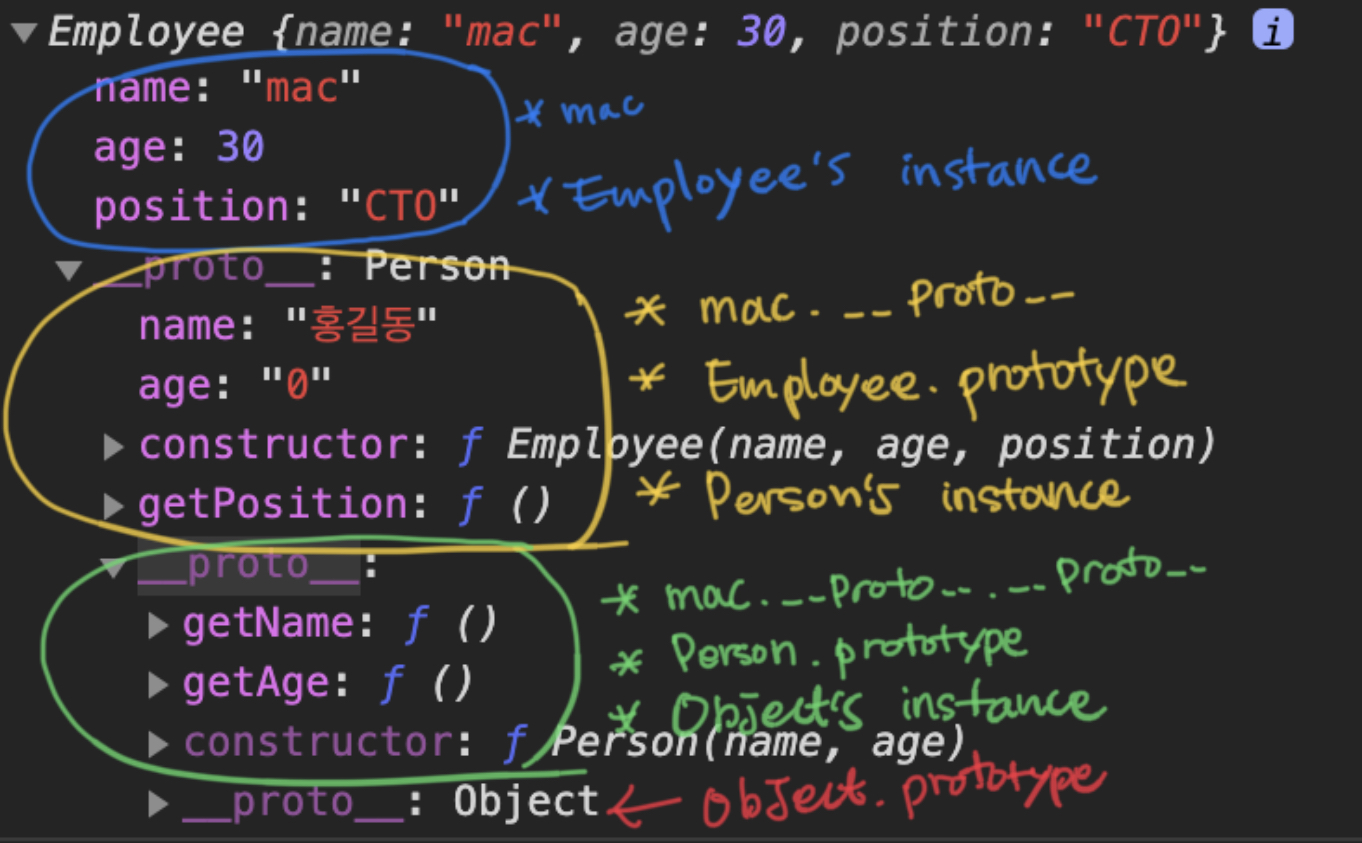 ▼ Employee {name: "mac", age: 30, position: "CTO"} i
name: "mac"
* mac
age: 30
* Employee's instance
position: "CTO"
▼ __proto__: Person
name: "홍길동"
* mac.__proto__
age: "0"
* Employee.prototype
▶ constructor: ƒ Employee(name, age, position)
▶ getPosition: ƒ ()
* Person's instance
▼ __proto__:
* mac.__proto__.__proto__
▶ getName: ƒ ()
* Person.prototype
▶ getAge: ƒ ()
* Object's instance
▶ constructor: ƒ Person(name, age)
▶ __proto__: Object ← Object.prototype